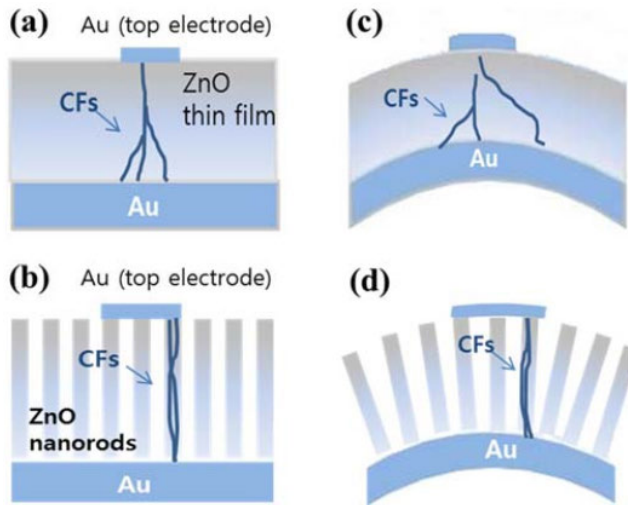 (a)
Au (top electrode)
CFs
ZnO
thin film
Au
(c)
CFs
Au
(b)
Au (top electrode)
CFs
ZnO
nanorods
Au
(d)
CFs
Au